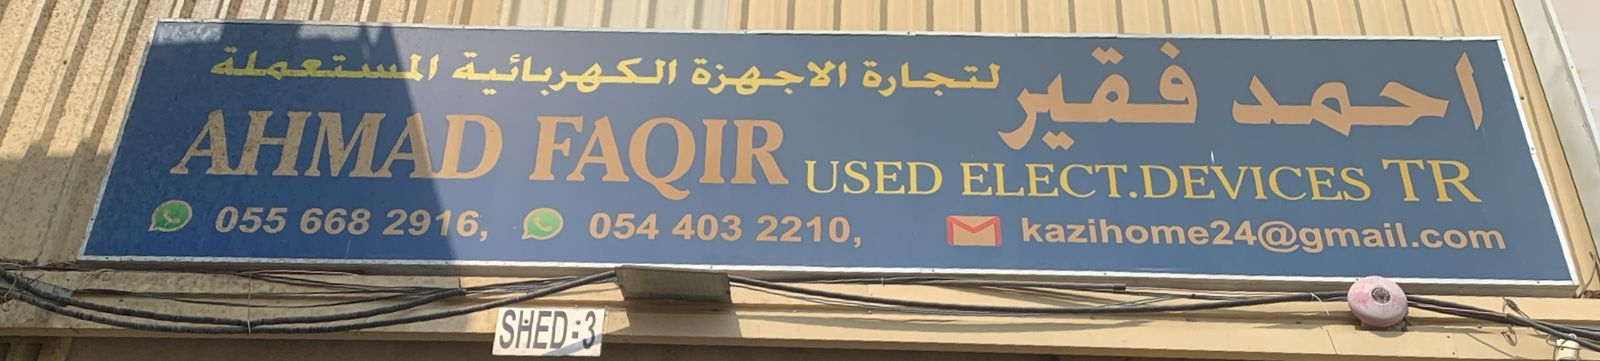 احمد فقير لتجارة الاجهزة الكهربائية المستعملة
AHMAD FAQIR USED ELECT.DEVICES TR
055 668 2916, 054 403 2210, kazihome24@gmail.com
SHED:3